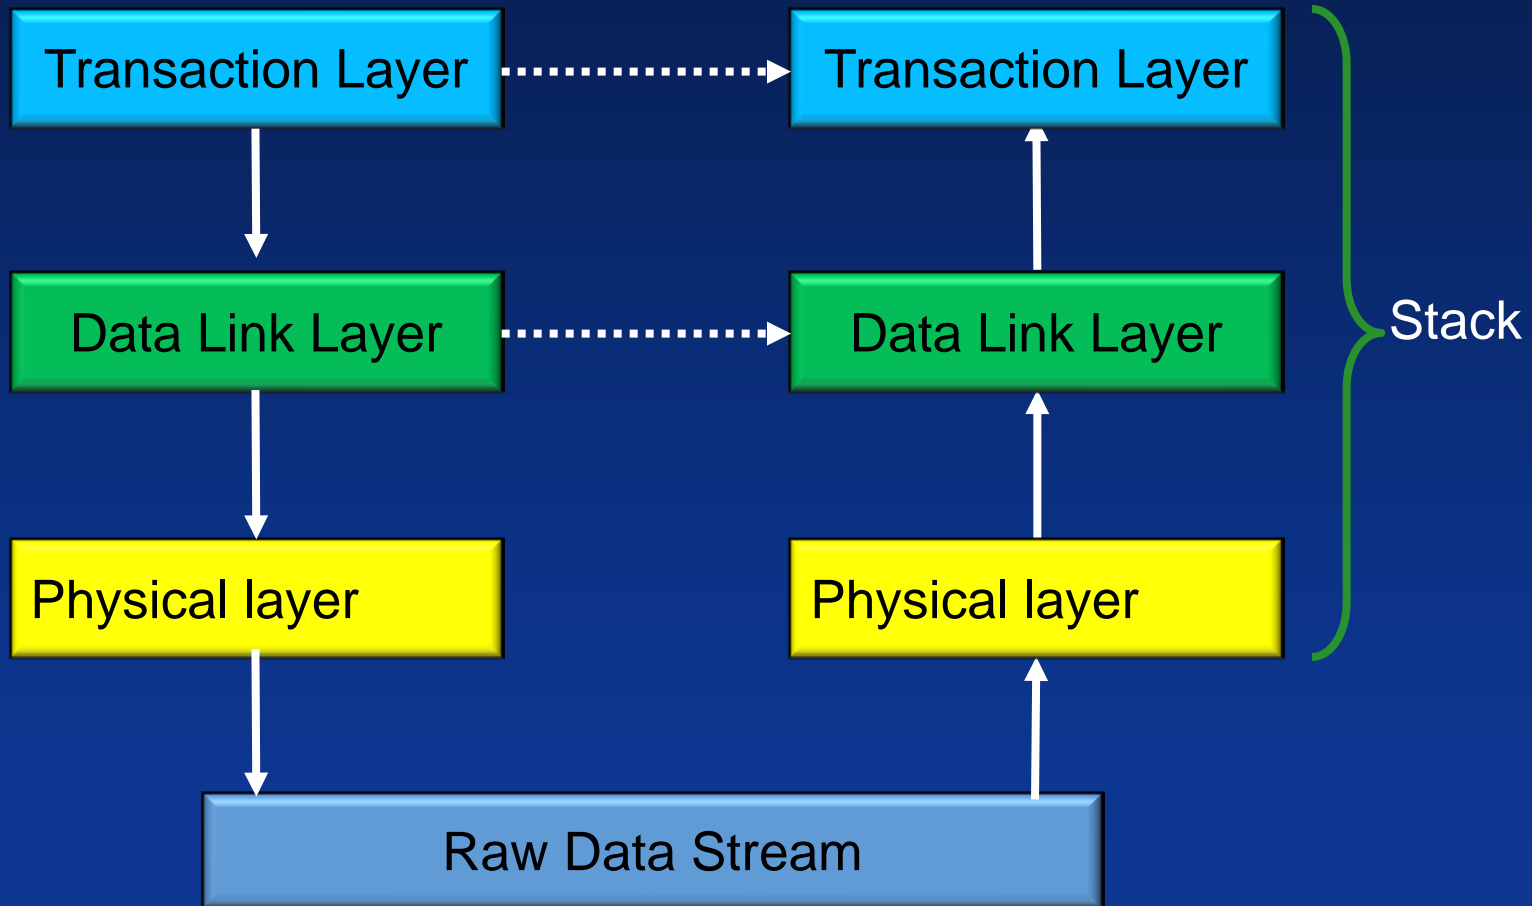 Transaction Layer
Transaction Layer
Data Link Layer
Data Link Layer
Stack
Physical layer
Physical layer
Raw Data Stream